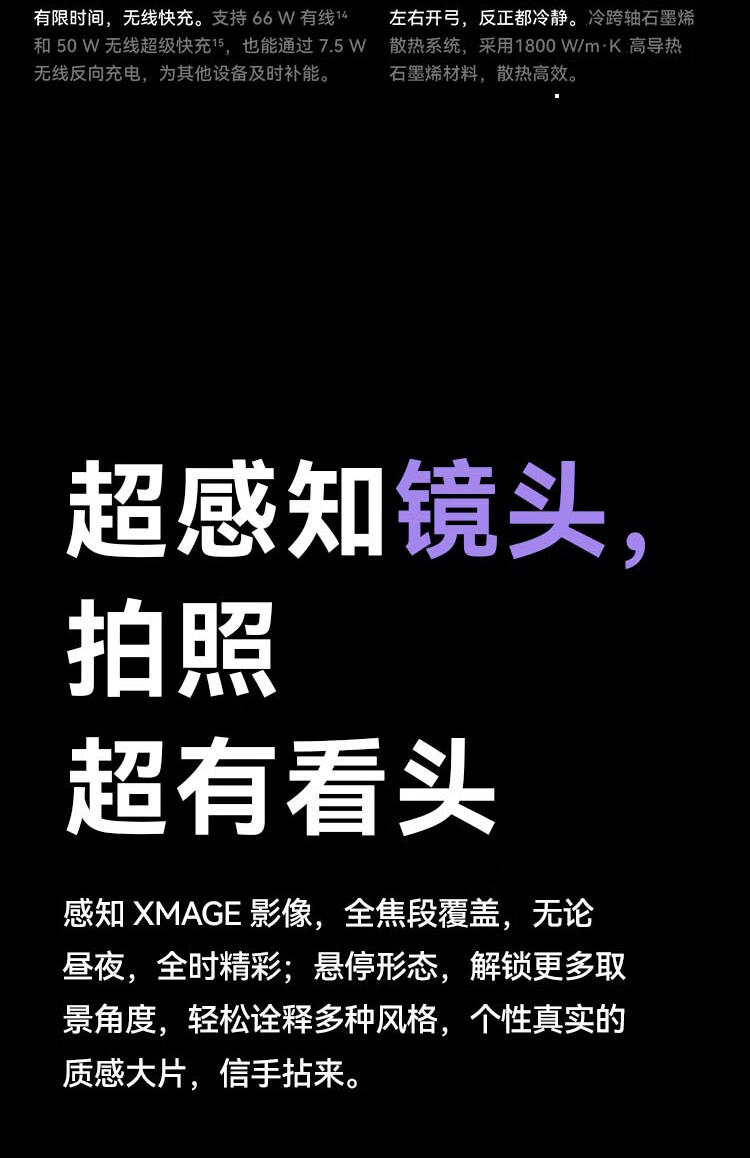 有限时间，无线快充。支持 66 W 有线¹⁴
和 50 W 无线超级快充¹⁵，也能通过 7.5 W
无线反向充电，为其他设备及时补能。
左右开弓，反正都冷静。冷跨轴石墨烯
散热系统，采用1800 W/m·K 高导热
石墨烯材料，散热高效。
超感知镜头，
拍照
超有看头
感知 XMAGE 影像，全焦段覆盖，无论
昼夜，全时精彩；悬停形态，解锁更多取
景角度，轻松诠释多种风格，个性真实的
质感大片，信手拈来。